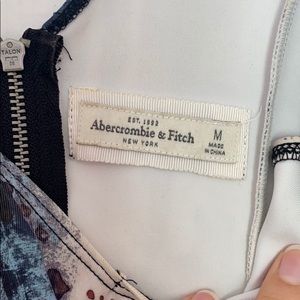 TALON
EST. 1892
Abercrombie & Fitch
NEW YORK
M
MADE
IN CHINA